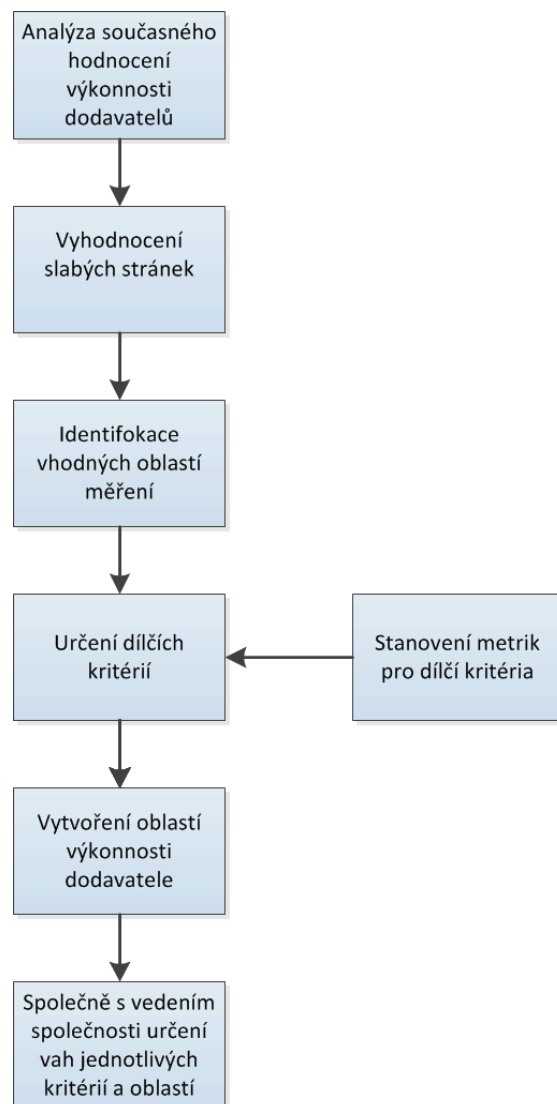 Analýza současného
hodnocení
výkonnosti
dodavatelů
Vyhodnocení
slabých stránek
Identifokace
vhodných oblastí
měření
Určení dílčích
kritérií
Stanovení metrik
pro dílčí kritéria
Vytvoření oblastí
výkonnosti
dodavatele
Společně s vedením
společnosti určení
vah jednotlivých
kritérií a oblastí